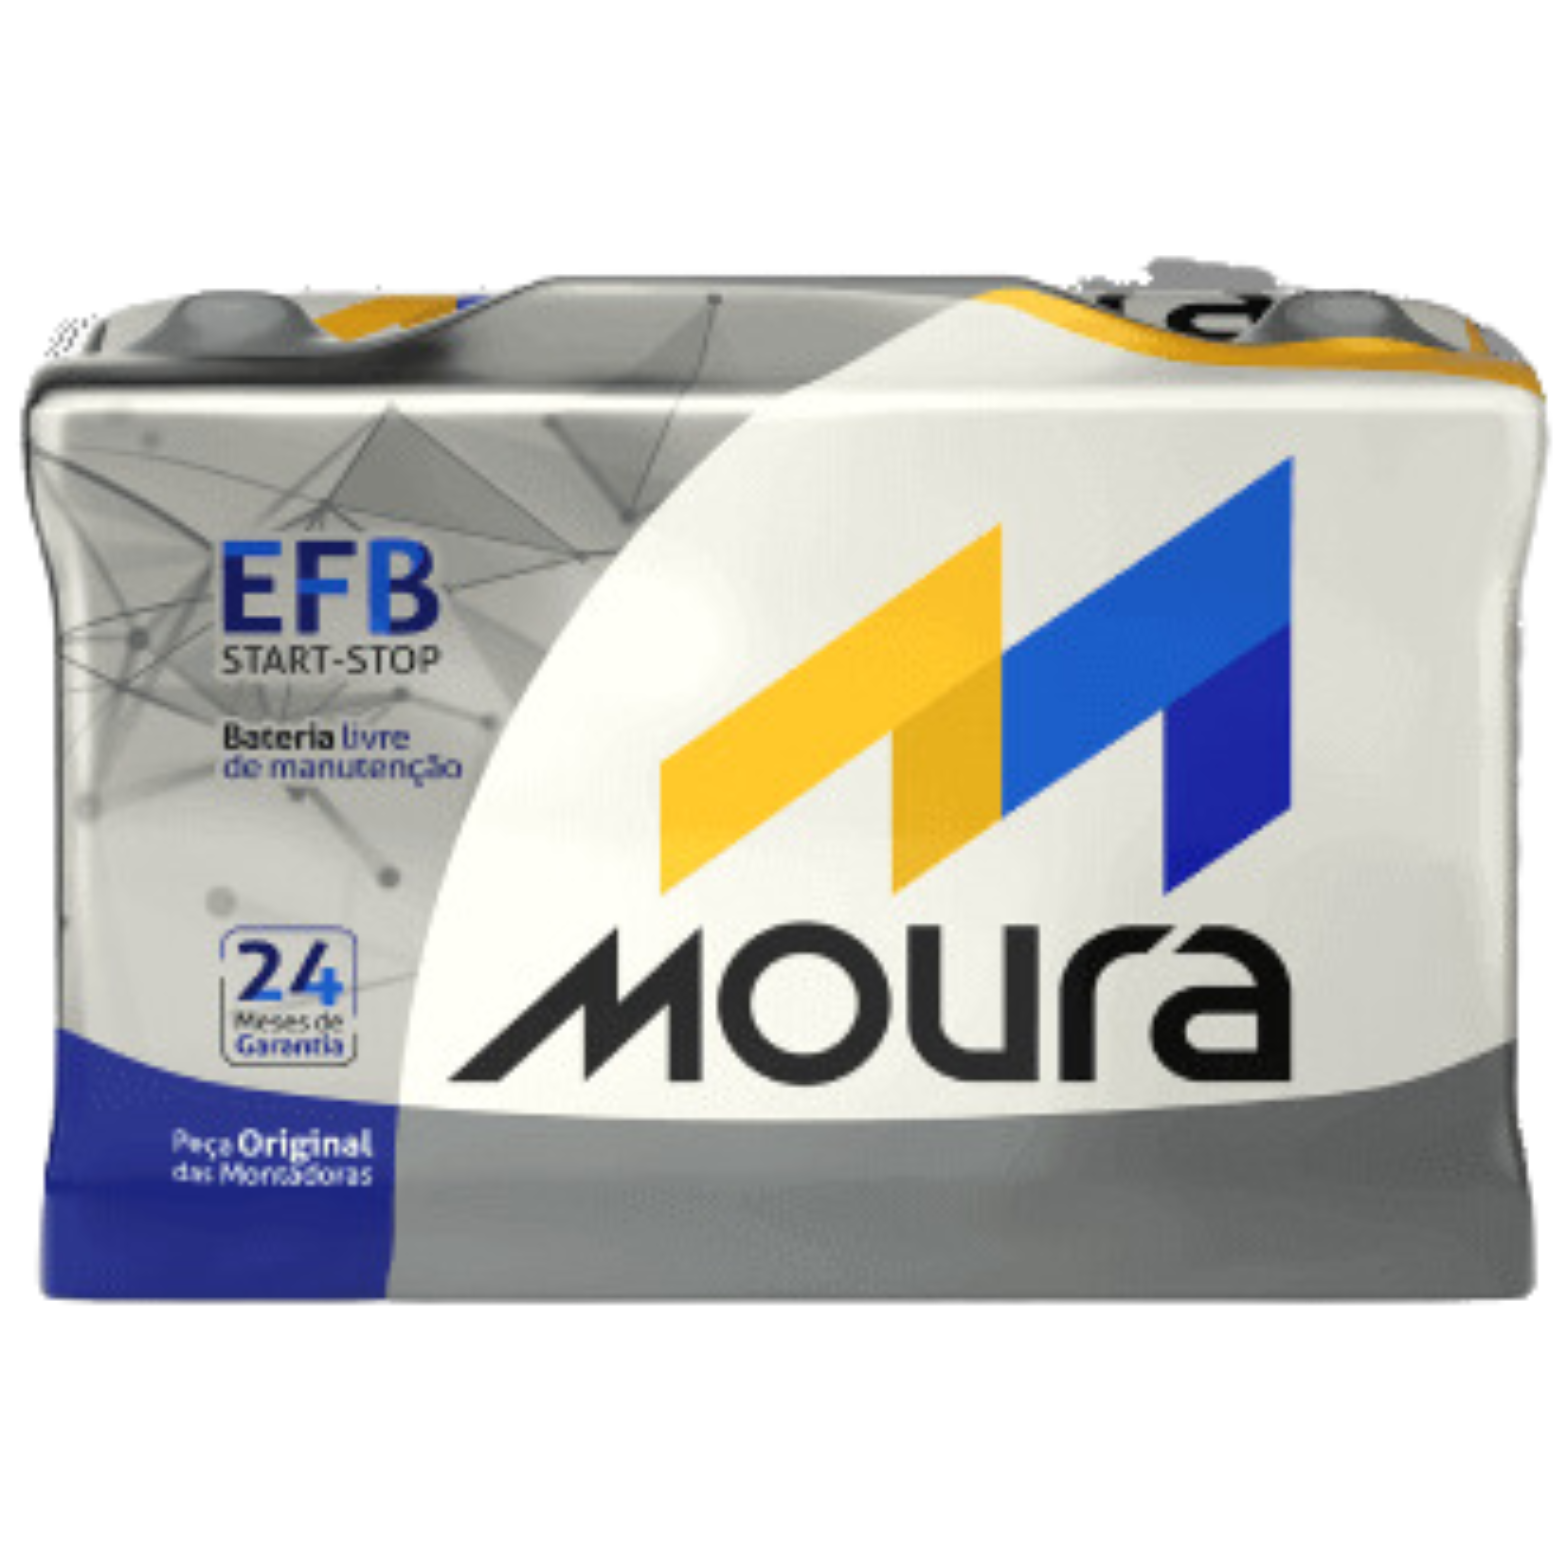 EFB
START-STOP
Bateria livre
de manutenção
24
Meses de
Garantia
moura
Peça Original
das Montadoras